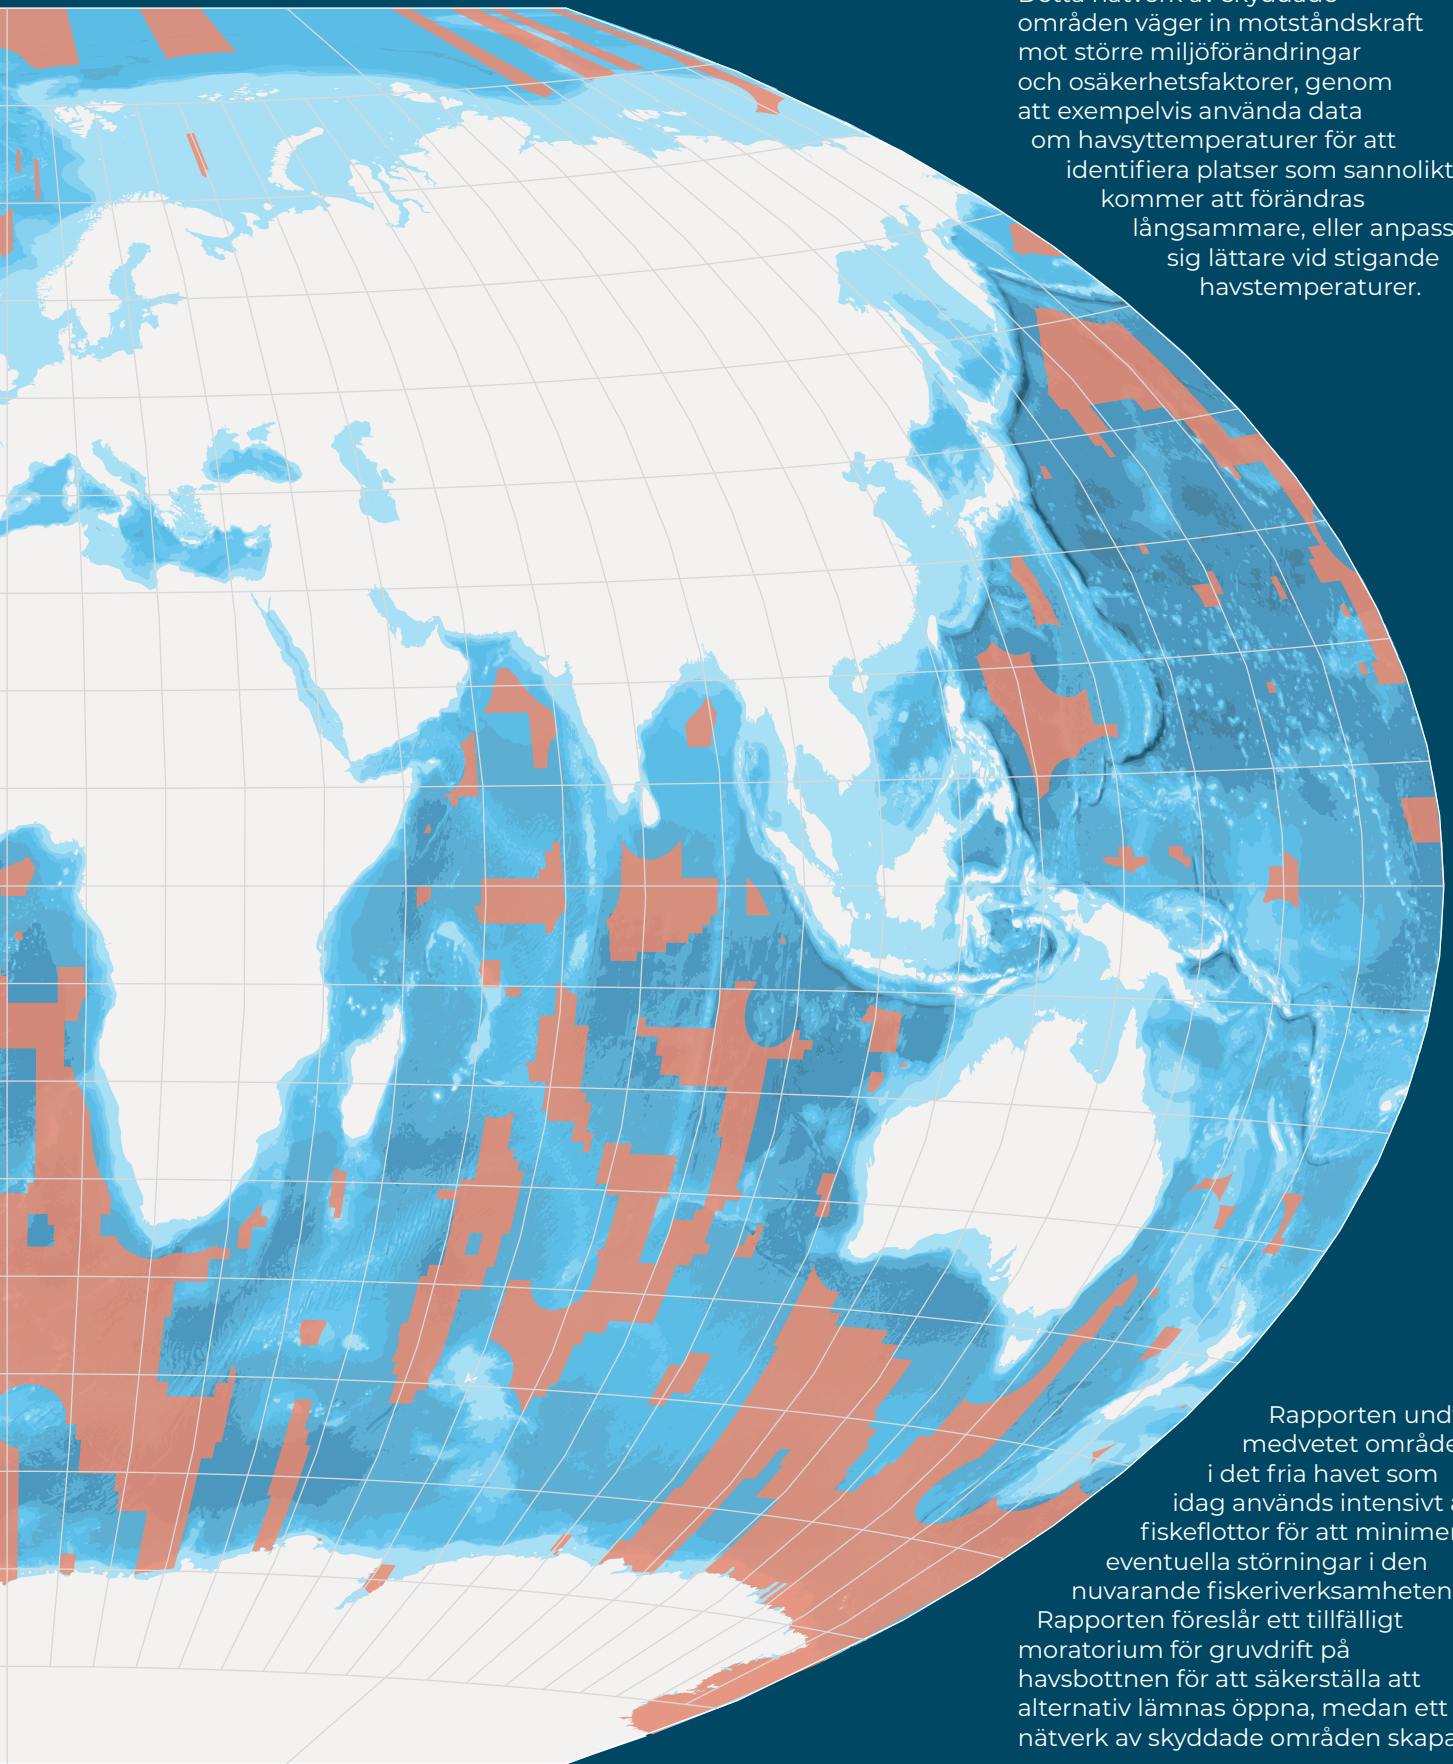 Detta nätverk av skyddade
områden väger in motståndskraft
mot större miljöförändringar
och osäkerhetsfaktorer, genom
att exempelvis använda data
om havsyttemperaturer för att
identifiera platser som sannolikt
kommer att förändras
långsammare, eller anpass
sig lättare vid stigande
havstemperaturer.
Rapporten und
medvetet område
i det fria havet som
idag används intensivt a
fiskeflottor för att minimer
eventuella störningar i den
nuvarande fiskeriverksamheten
Rapporten föreslår ett tillfälligt
moratorium för gruvdrift på
havsbottnen för att säkerställa att
alternativ lämnas öppna, medan ett
nätverk av skyddade områden skapa